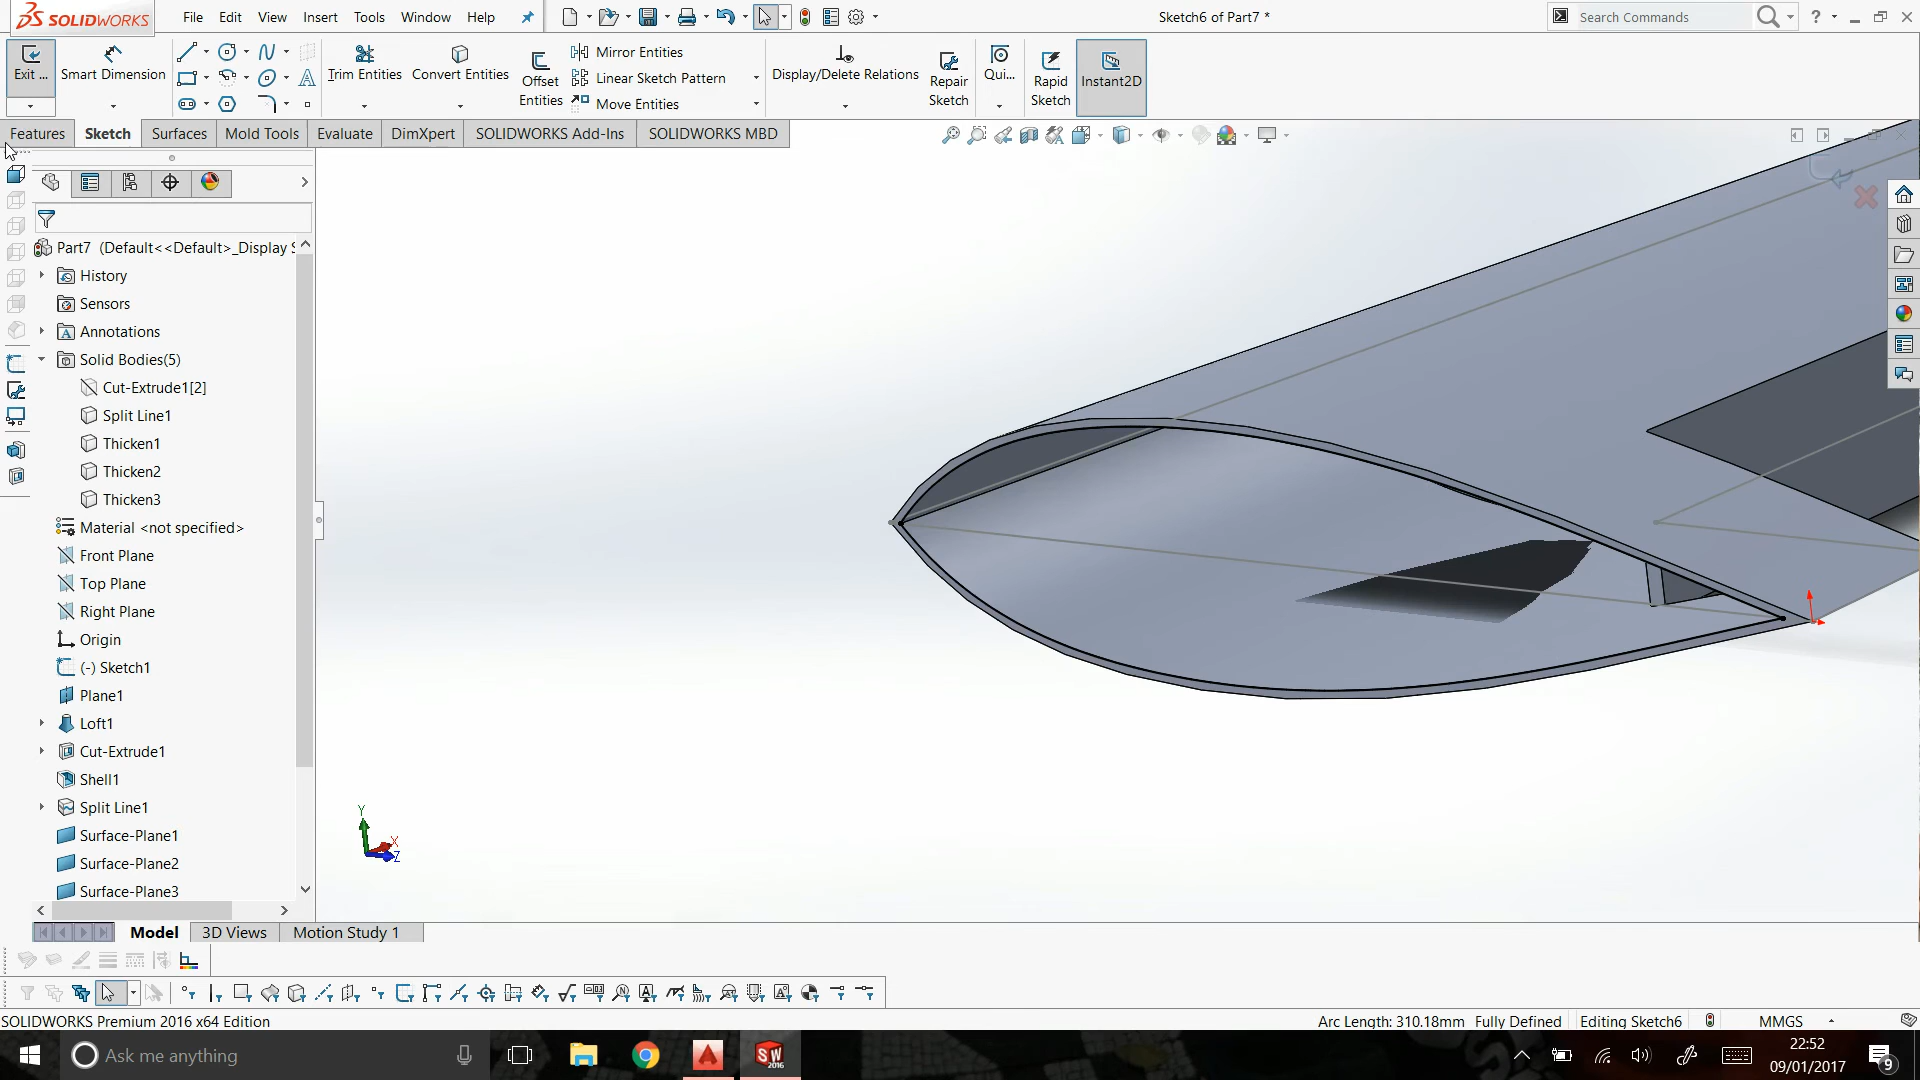 SOLIDWORKS File Edit View Insert Tools Window Help Sketch6 of Part7 * Search Commands ?
Exit ... Smart Dimension Trim Entities Convert Entities Offset Entities Mirror Entities Linear Sketch Pattern Move Entities Display/Delete Relations Repair Sketch Qui... Rapid Sketch Instant2D
Features Sketch Surfaces Mold Tools Evaluate DimXpert SOLIDWORKS Add-Ins SOLIDWORKS MBD
Part7 (Default<<Default>_Display S
History
Sensors
Annotations
Solid Bodies(5)
Cut-Extrude1[2]
Split Line1
Thicken1
Thicken2
Thicken3
Material <not specified>
Front Plane
Top Plane
Right Plane
Origin
(-) Sketch1
Plane1
Loft1
Cut-Extrude1
Shell1
Split Line1
Surface-Plane1
Surface-Plane2
Surface-Plane3
Y
X
Z
Model 3D Views Motion Study 1
SOLIDWORKS Premium 2016 x64 Edition Arc Length: 310.18mm Fully Defined Editing Sketch6 MMGS
Ask me anything SW 2016 22:52
09/01/2017 9